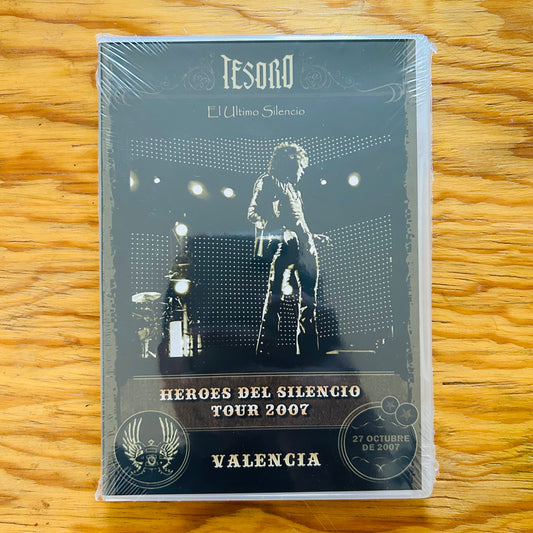 TESORO
El Ultimo Silencio
HEROES DEL SILENCIO
TOUR 2007
27 OCTUBRE
DE 2007
VALENCIA